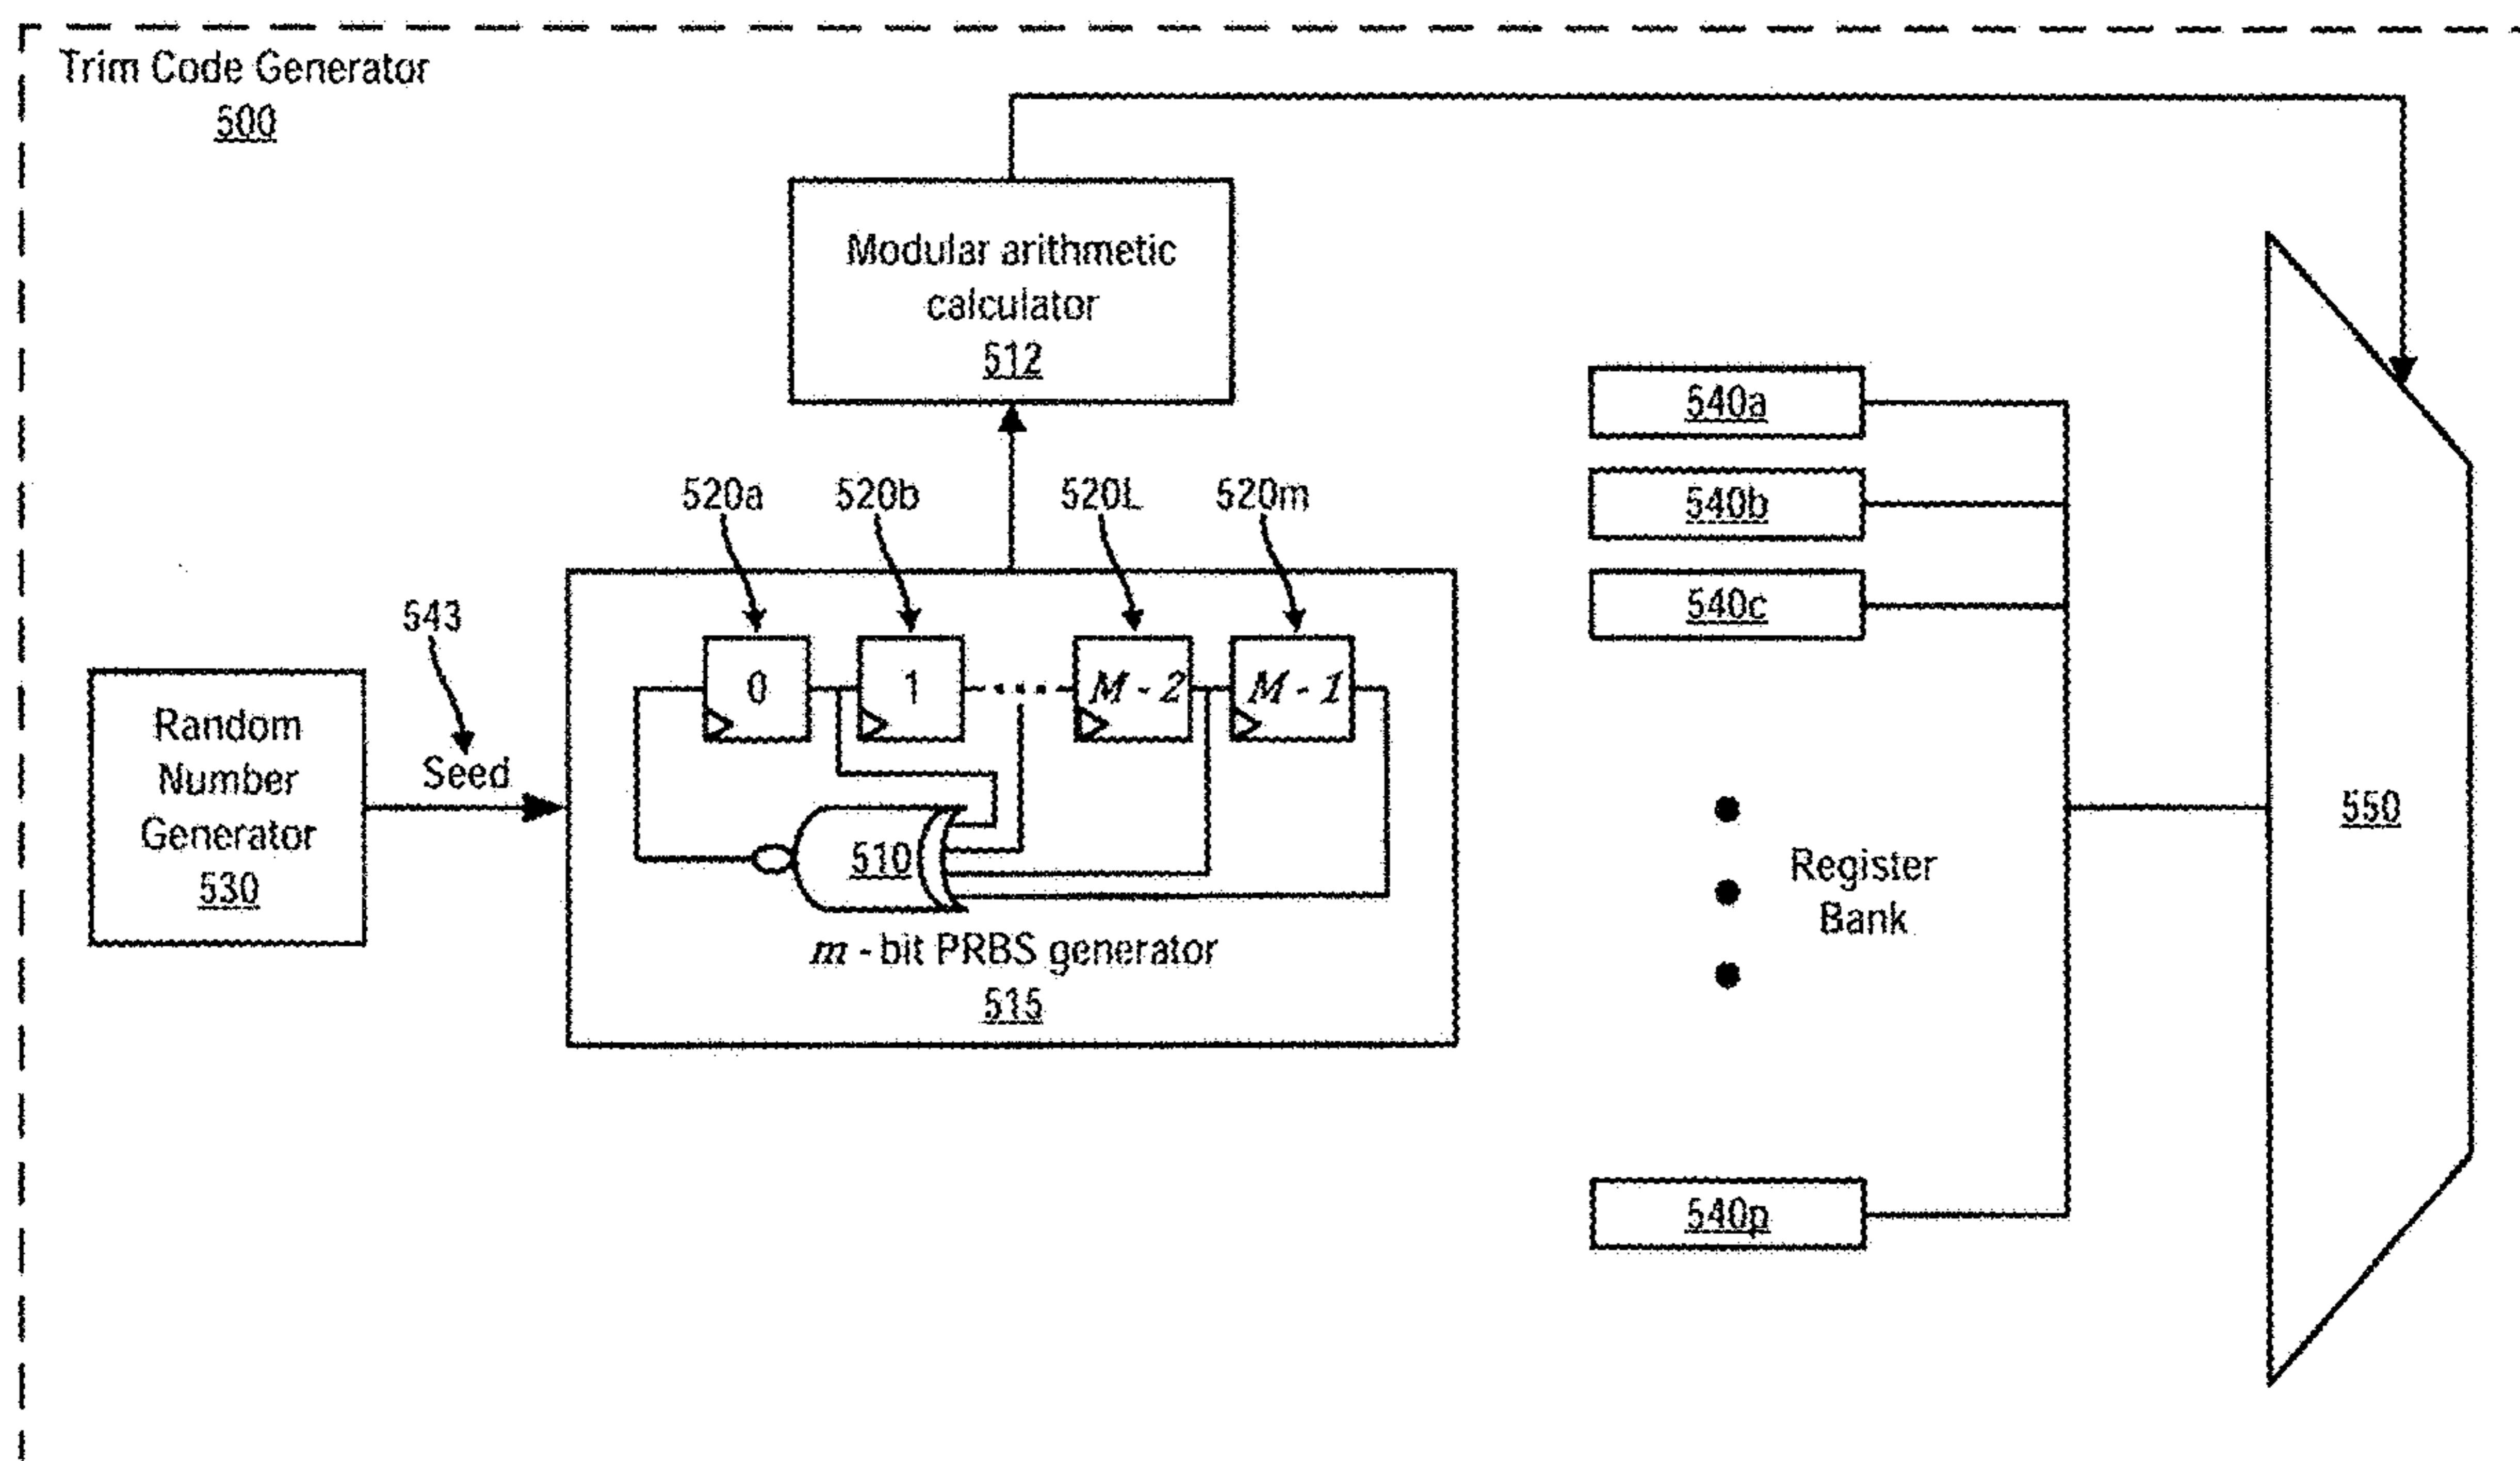 Trim Code Generator
500
Modular arithmetic
calculator
512
520a
520b
520L
520m
543
Seed
Random
Number
Generator
530
0
1
M - 2
M - 1
510
m - bit PRBS generator
515
540a
540b
540c
Register
Bank
540p
550